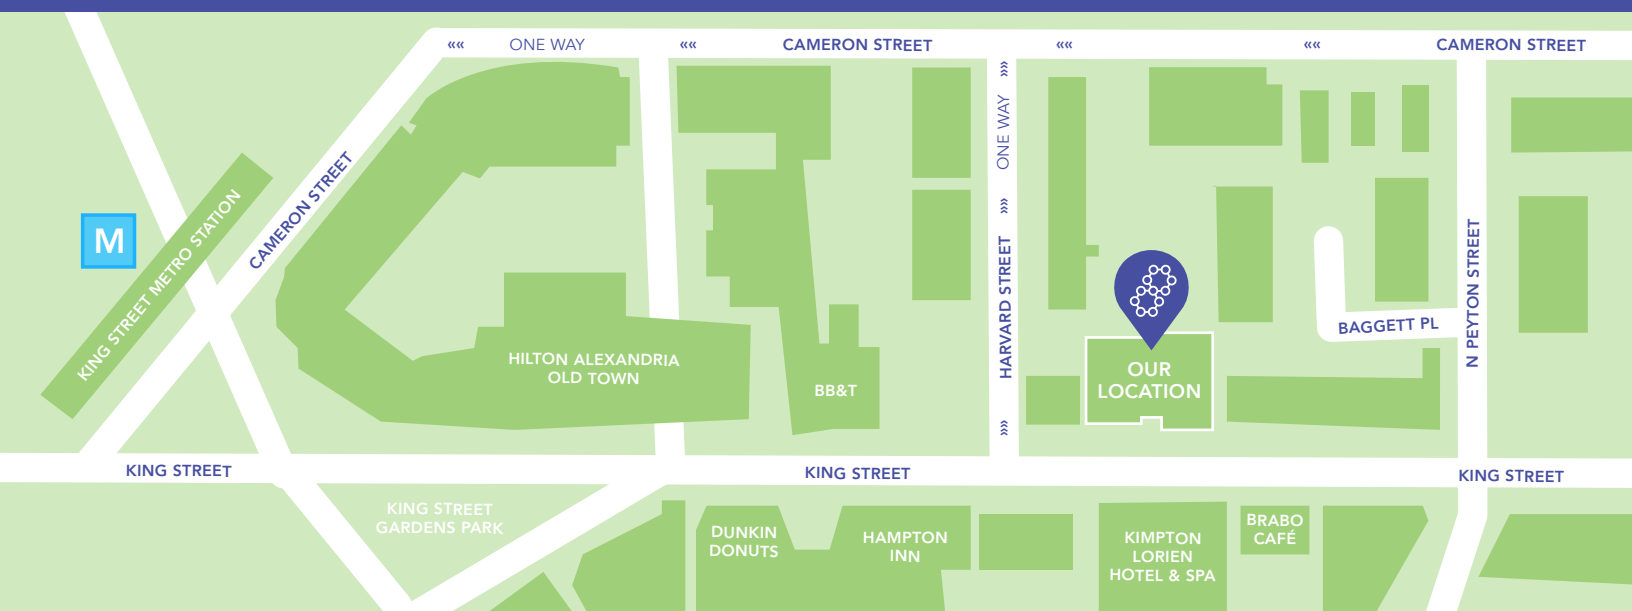 «« ONE WAY «« CAMERON STREET «« «« CAMERON STREET
»»
ONE WAY
»»
HARVARD STREET
»»
CAMERON STREET
M
KING STREET METRO STATION
N PEYTON STREET
BAGGETT PL
HILTON ALEXANDRIA
OLD TOWN
BB&T
OUR
LOCATION
KING STREET
KING STREET
KING STREET
KING STREET
GARDENS PARK
DUNKIN
DONUTS
HAMPTON
INN
KIMPTON
LORIEN
HOTEL & SPA
BRABO
CAFÉ